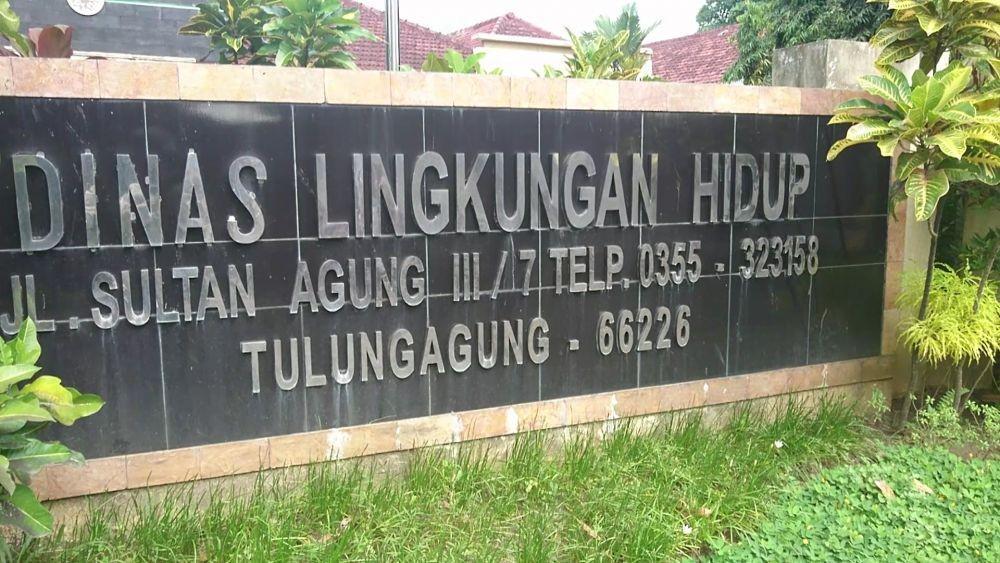 DINAS LINGKUNGAN HIDUP
JL. SULTAN AGUNG III/7 TELP. 0355 - 323158
TULUNGAGUNG - 66226